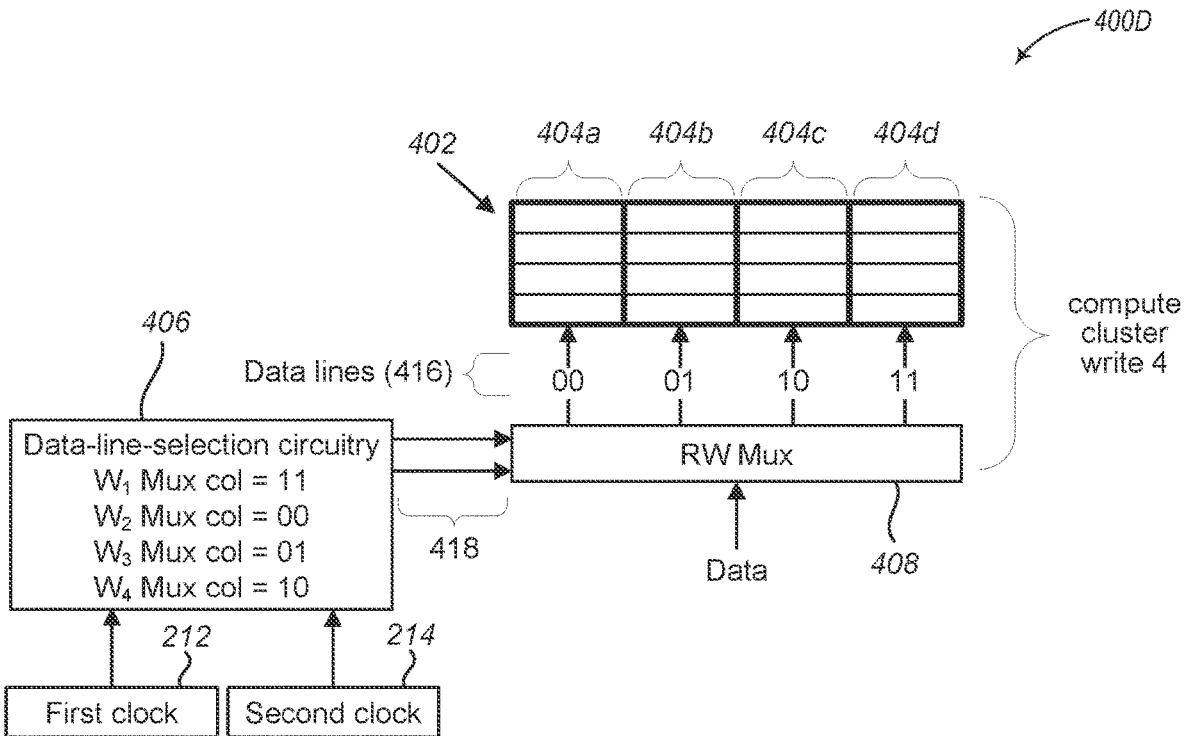 400D
404a 404b 404c 404d
402
406
Data lines (416)
00 01 10 11
compute
cluster
write 4
Data-line-selection circuitry
W₁ Mux col = 11
W₂ Mux col = 00
W₃ Mux col = 01
W₄ Mux col = 10
RW Mux
418
Data
408
212
214
First clock
Second clock